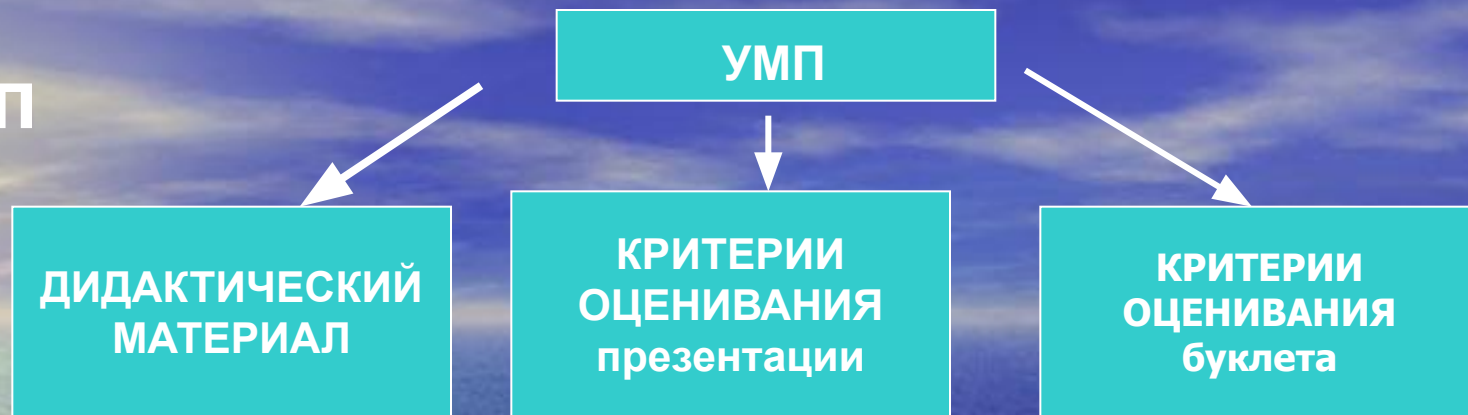 УМП
ДИДАКТИЧЕСКИЙ
МАТЕРИАЛ
КРИТЕРИИ
ОЦЕНИВАНИЯ
презентации
КРИТЕРИИ
ОЦЕНИВАНИЯ
буклета